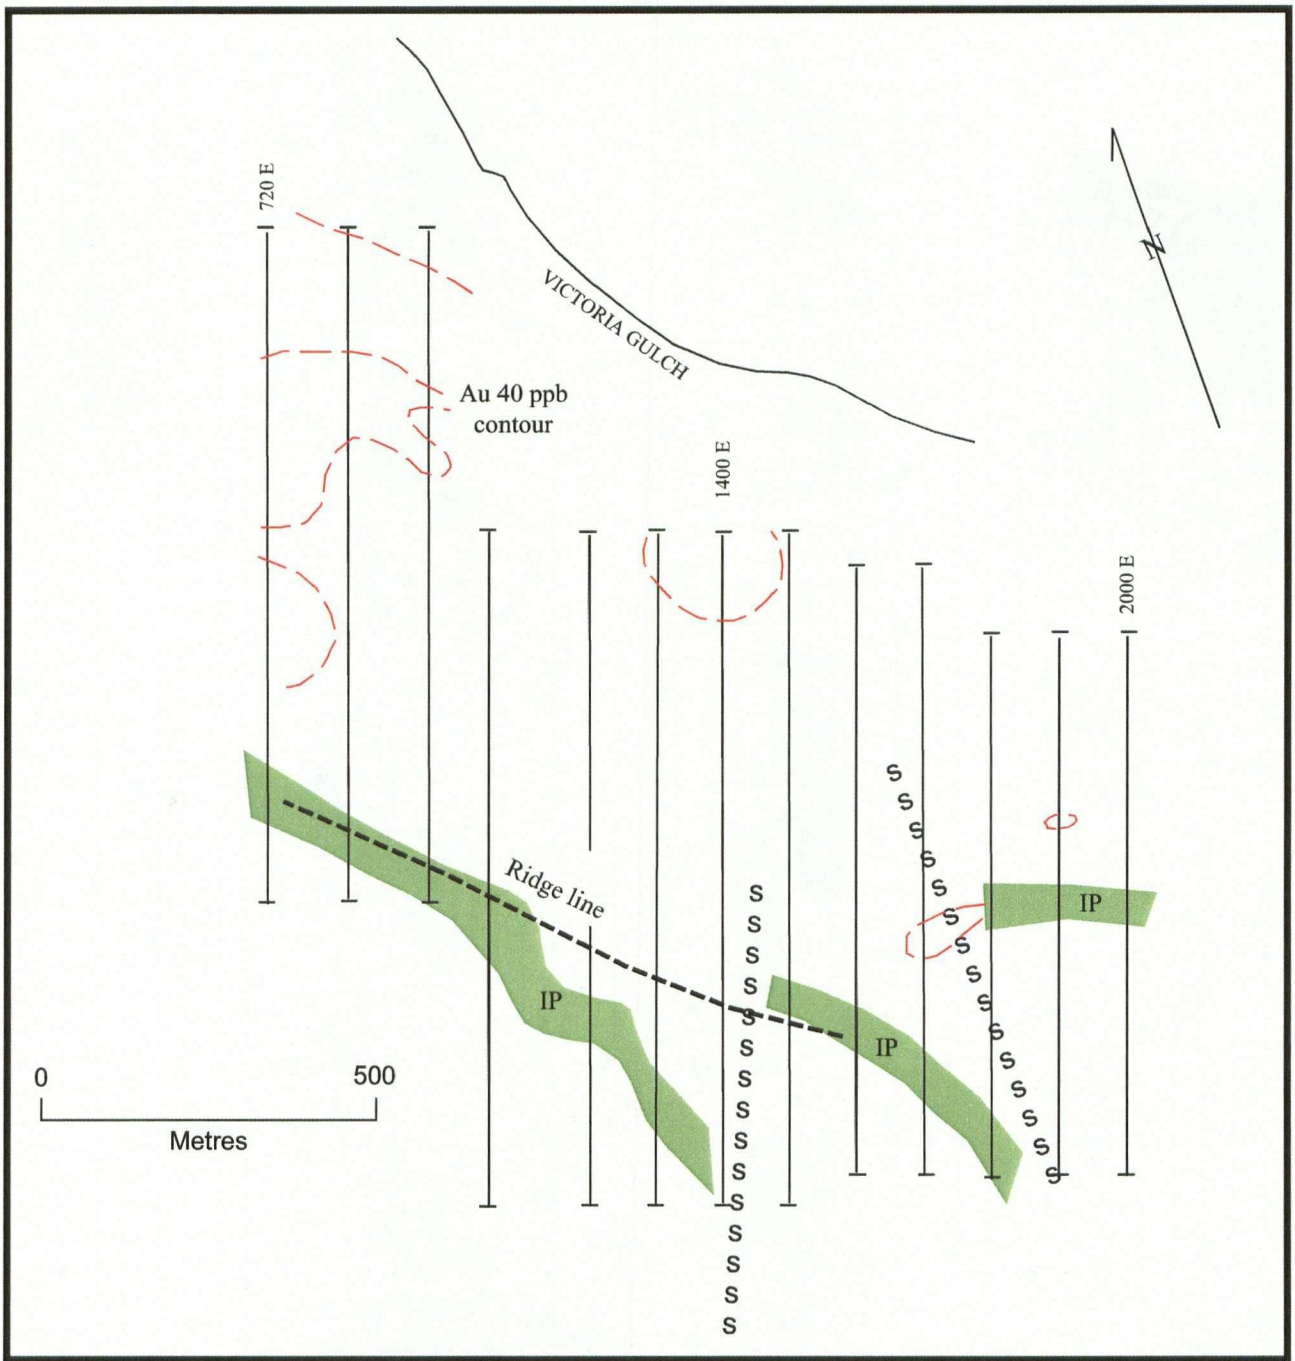 720 E
N
VICTORIA GULCH
Au 40 ppb
contour
1400 E
2000 E
S S S S S S S S S S S S S S S
Ridge line
S S S S S S S S S S S S S S S
IP
IP
IP
0 500
Metres